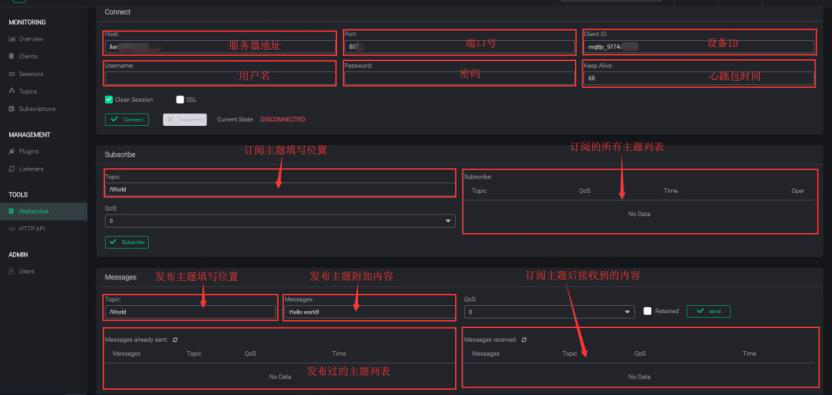 Connect
MONITORING
Overview
Clients
Sessions
Topics
Subscriptions
MANAGEMENT
Plugins
Listeners
TOOLS
Websocket
HTTP API
ADMIN
Users
Host: 服务器地址
Port: 端口号
Client ID: 设备ID
mqttjs_9774/
Username: 用户名
Password: 密码
Keep Alive: 心跳包时间
Clean Session SSL
Connect Disconnect Current State: DISCONNECTED
Subscribe
订阅主题填写位置
订阅的所有主题列表
Topic:
/World
QoS:
0
Subscribe
Subscribe:
Topic QoS Time Oper
No Data
Messages
发布主题填写位置
发布主题附加内容
订阅主题后接收到的内容
Topic:
/World
Messages:
Hello world!
QoS
0
Retained send
Messages already sent:
Messages Topic QoS Time
No Data
发布过的主题列表
Messages received:
Messages Topic QoS Time
No Data